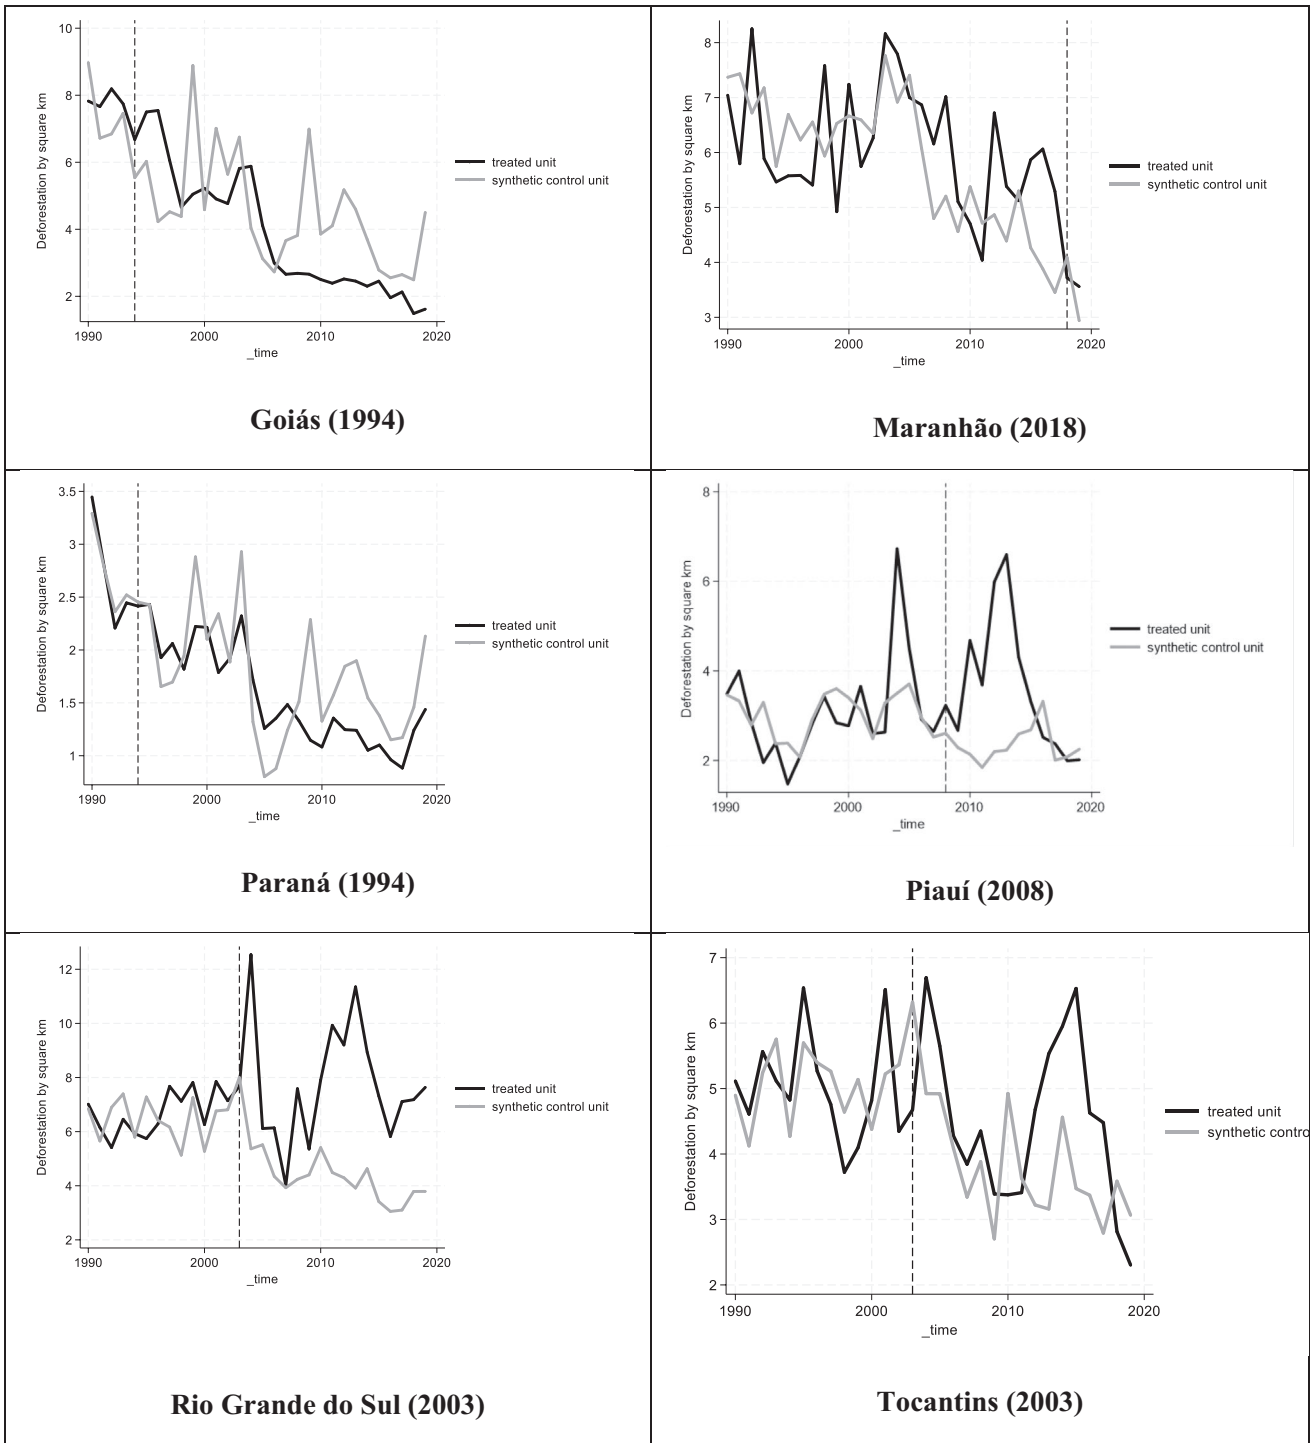 10
8
6
4
2
Deforestation by square km
1990
2000
2010
2020
_time
treated unit
synthetic control unit
Goiás (1994)
8
7
6
5
4
3
Deforestation by square km
1990
2000
2010
2020
_time
treated unit
synthetic control unit
Maranhão (2018)
3.5
3
2.5
2
1.5
1
Deforestation by square km
1990
2000
2010
2020
_time
treated unit
synthetic control unit
Paraná (1994)
8
6
4
2
Deforestation by square km
1990
2000
2010
2020
_time
treated unit
synthetic control unit
Piauí (2008)
12
10
8
6
4
2
Deforestation by square km
1990
2000
2010
2020
_time
treated unit
synthetic control unit
Rio Grande do Sul (2003)
7
6
5
4
3
2
Deforestation by square km
1990
2000
2010
2020
_time
treated unit
synthetic contro
Tocantins (2003)